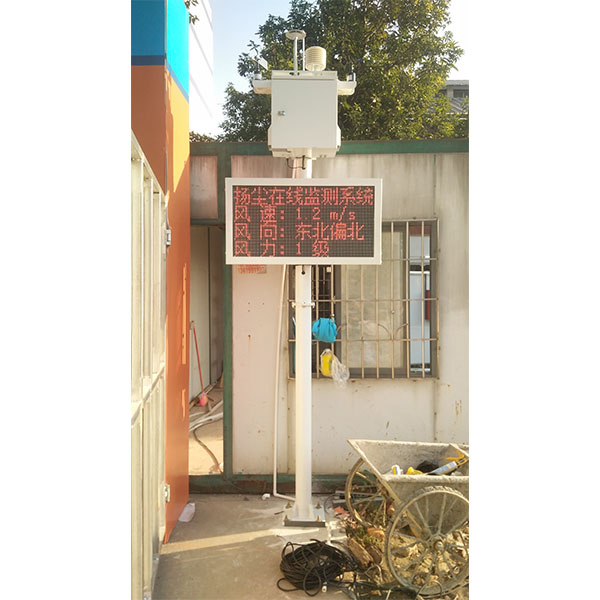 扬尘在线监测系统
风 速：1.2 m/s
风 向：东北偏北
风 力：1 级